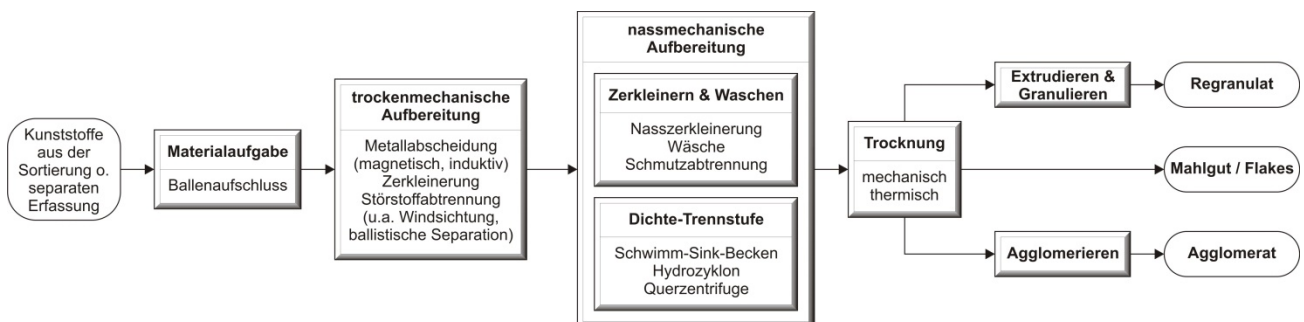 Kunststoffe
aus der
Sortierung o.
separaten
Erfassung
Materialaufgabe
Ballenaufschluss
trockenmechanische
Aufbereitung
Metallabscheidung
(magnetisch, induktiv)
Zerkleinerung
Störstoffabtrennung
(u.a. Windsichtung,
ballistische Separation)
nassmechanische
Aufbereitung
Zerkleinern & Waschen
Nasszerkleinerung
Wäsche
Schmutzabtrennung
Dichte-Trennstufe
Schwimm-Sink-Becken
Hydrozyklon
Querzentrifuge
Trocknung
mechanisch
thermisch
Extrudieren &
Granulieren
Regranulat
Mahlgut / Flakes
Agglomerieren
Agglomerat